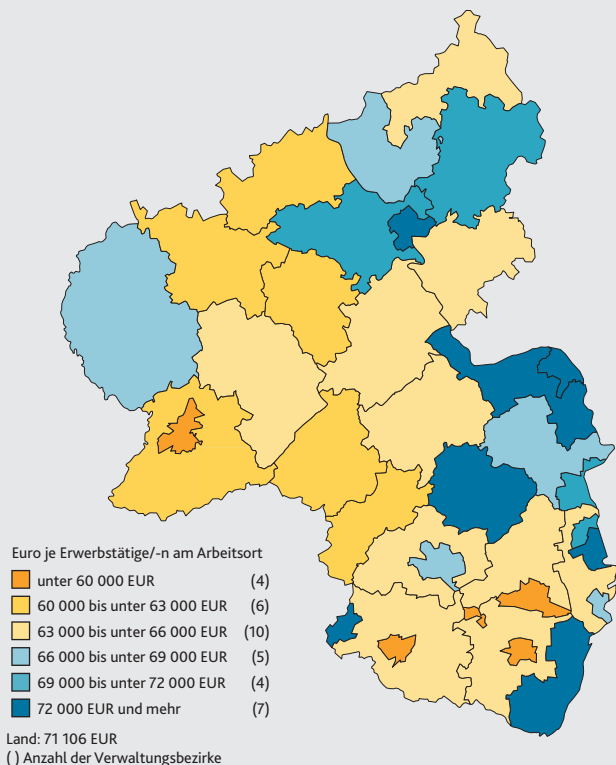 Euro je Erwerbstätige/-n am Arbeitsort
unter 60 000 EUR (4)
60 000 bis unter 63 000 EUR (6)
63 000 bis unter 66 000 EUR (10)
66 000 bis unter 69 000 EUR (5)
69 000 bis unter 72 000 EUR (4)
72 000 EUR und mehr (7)
Land: 71 106 EUR
( ) Anzahl der Verwaltungsbezirke